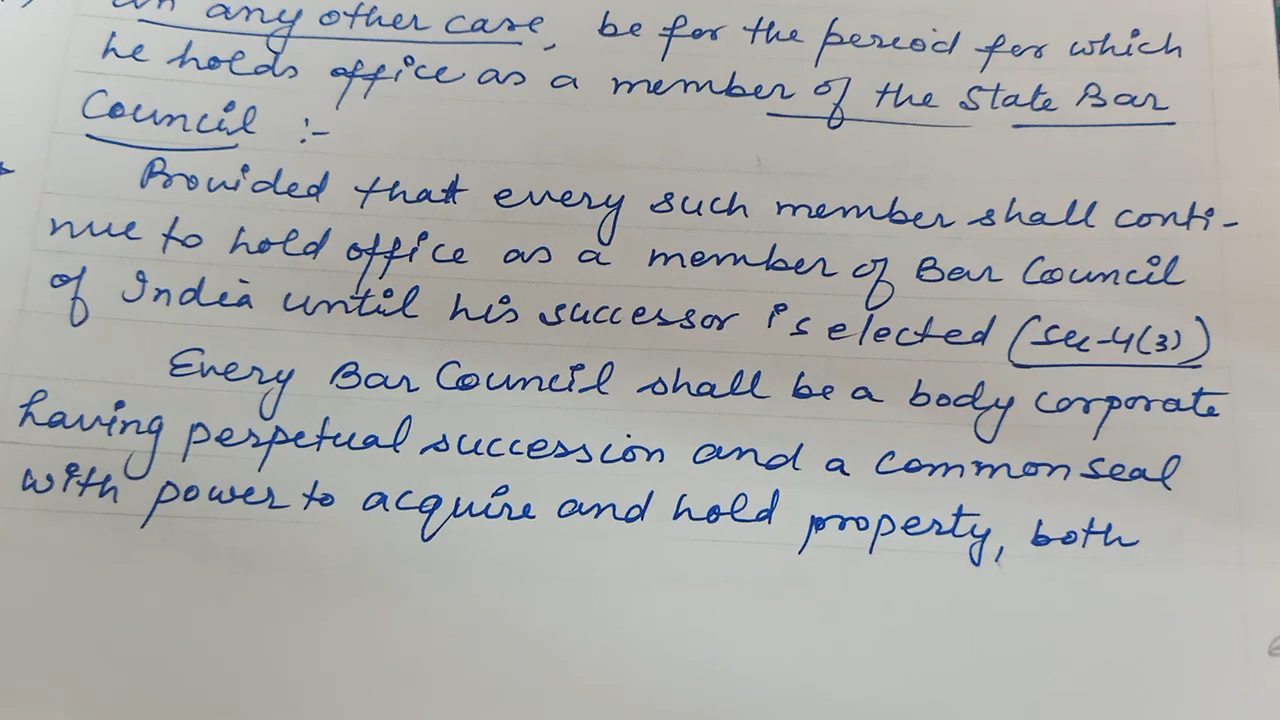 in any other case, be for the period for which
he holds office as a member of the State Bar
Council :-
Provided that every such member shall conti-
nue to hold office as a member of Bar Council
of India until his successor is elected (Sec-4(3))
Every Bar Council shall be a body corporate
having perpetual succession and a common seal
with power to acquire and hold property, both